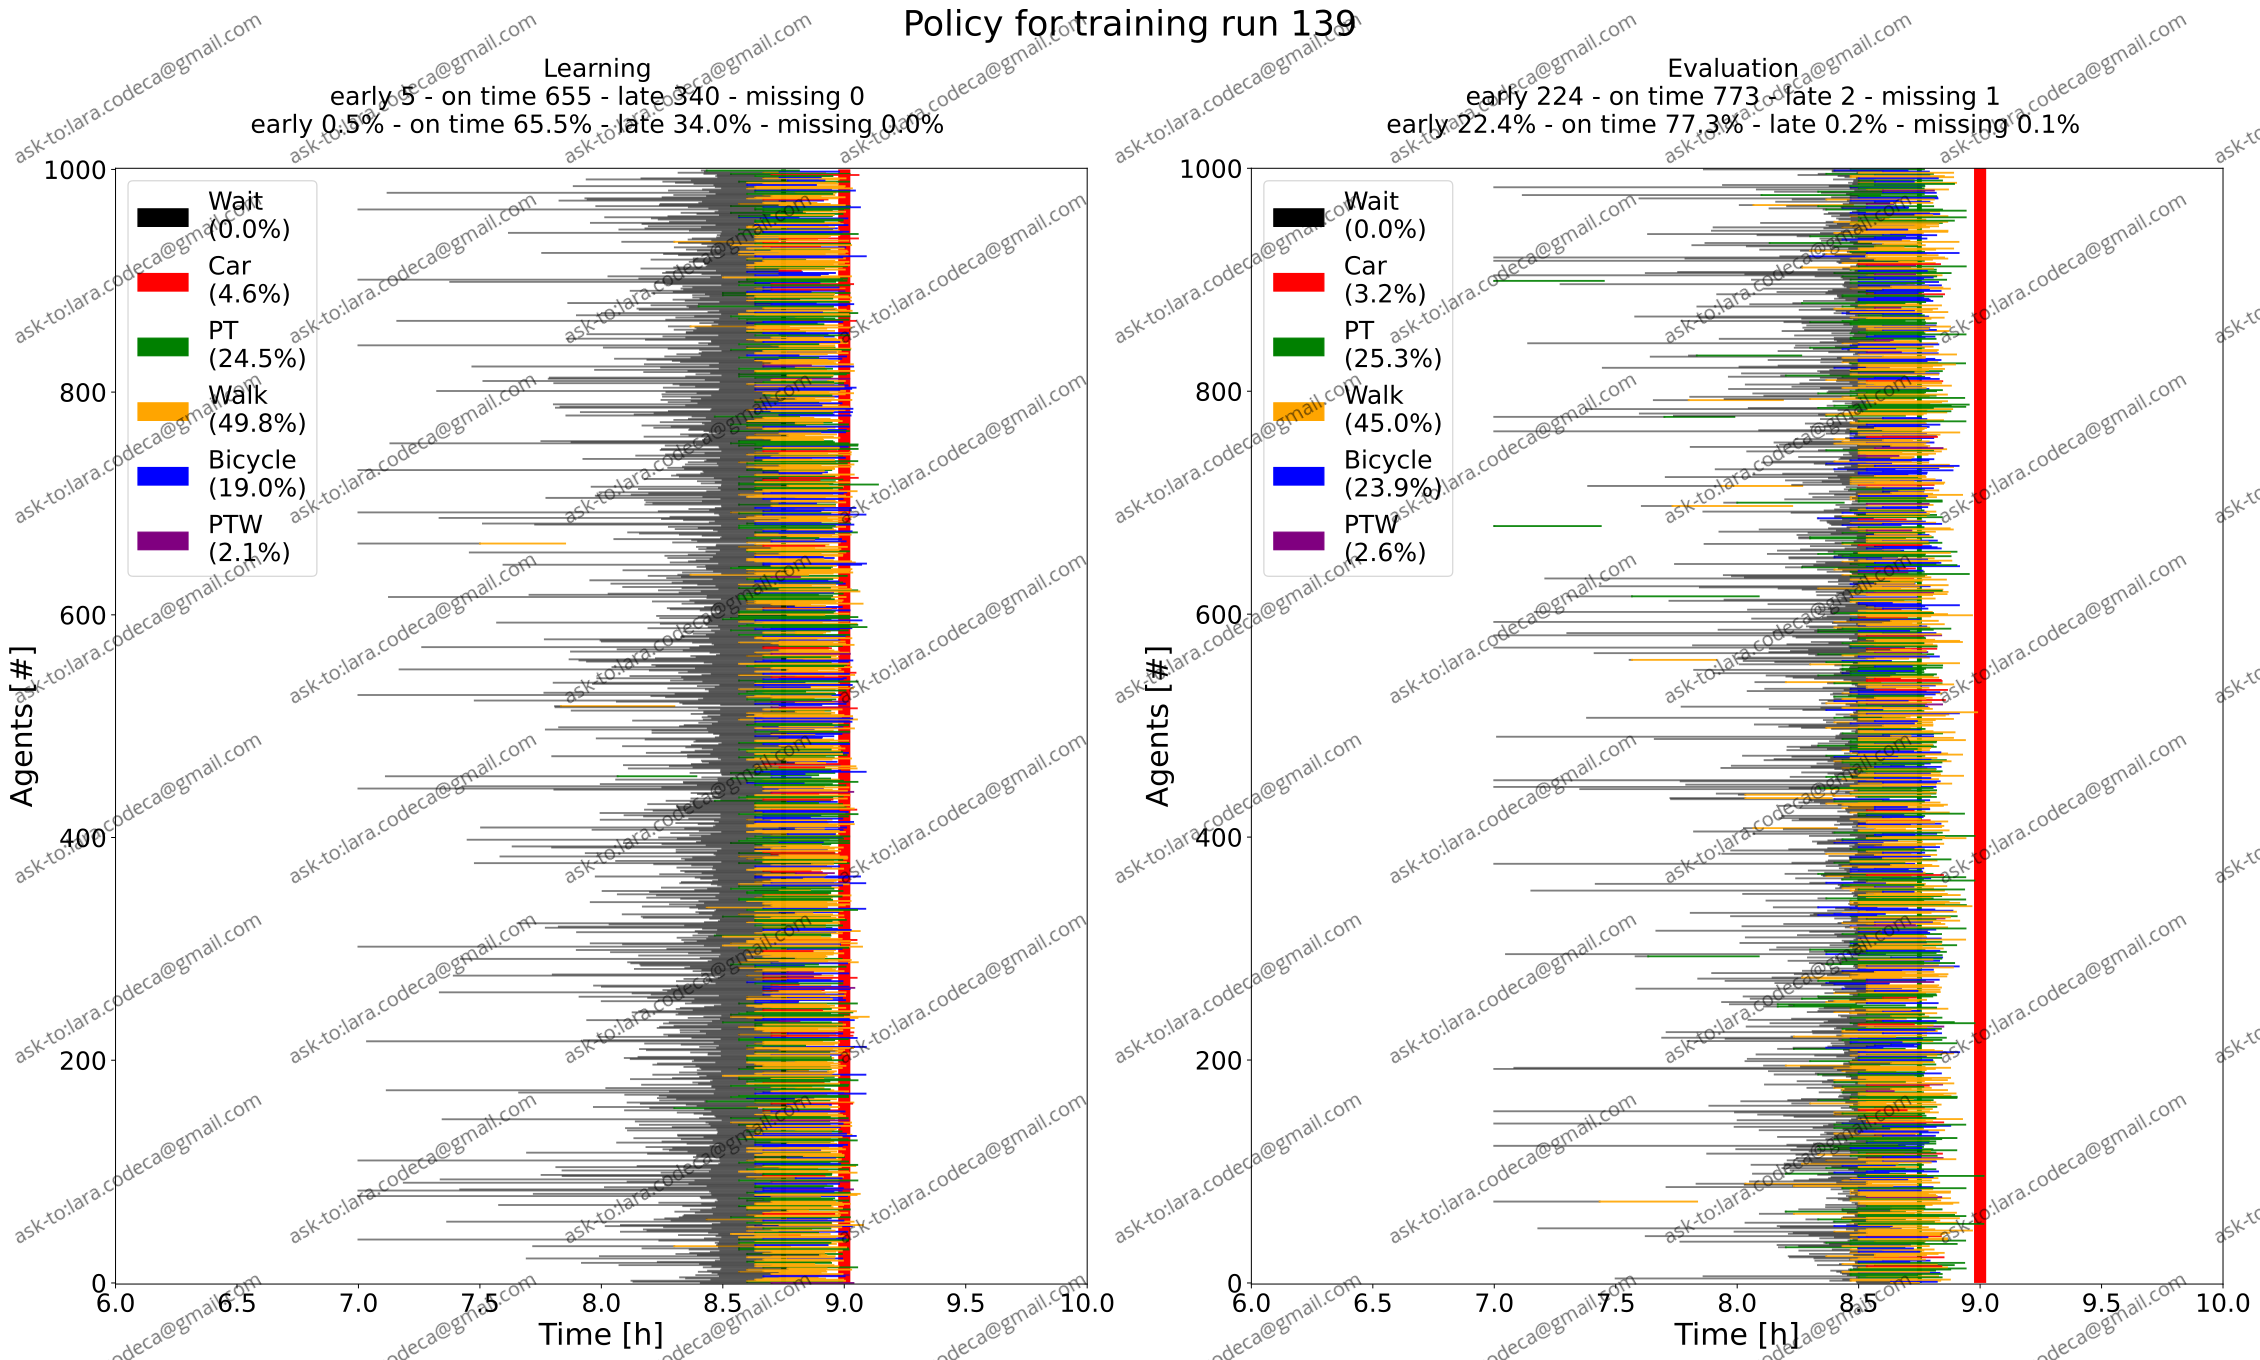 Policy for training run 139
Learning
early 5 - on time 655 - late 340 - missing 0
early 0.5% - on time 65.5% - late 34.0% - missing 0.0%
1000
800
600
400
200
0
Agents [#]
Wait
(0.0%)
Car
(4.6%)
PT
(24.5%)
Walk
(49.8%)
Bicycle
(19.0%)
PTW
(2.1%)
6.0 6.5 7.0 7.5 8.0 8.5 9.0 9.5 10.0
Time [h]
Evaluation
early 224 - on time 773 - late 2 - missing 1
early 22.4% - on time 77.3% - late 0.2% - missing 0.1%
1000
800
600
400
200
0
Agents [#]
Wait
(0.0%)
Car
(3.2%)
PT
(25.3%)
Walk
(45.0%)
Bicycle
(23.9%)
PTW
(2.6%)
6.0 6.5 7.0 7.5 8.0 8.5 9.0 9.5 10.0
Time [h]
ask-to:lara.codeca@gmail.com